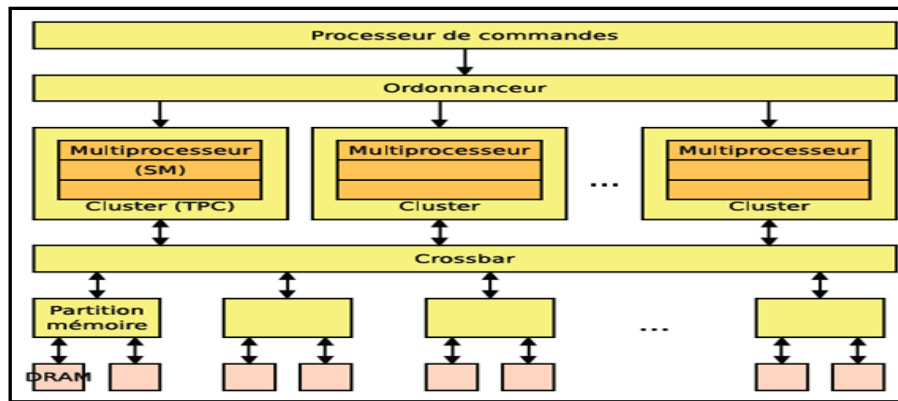 Processeur de commandes
Ordonnanceur
Multiprocesseur
(SM)
Cluster (TPC)
Multiprocesseur
Cluster
...
Multiprocesseur
Cluster
Crossbar
Partition
mémoire
...
DRAM